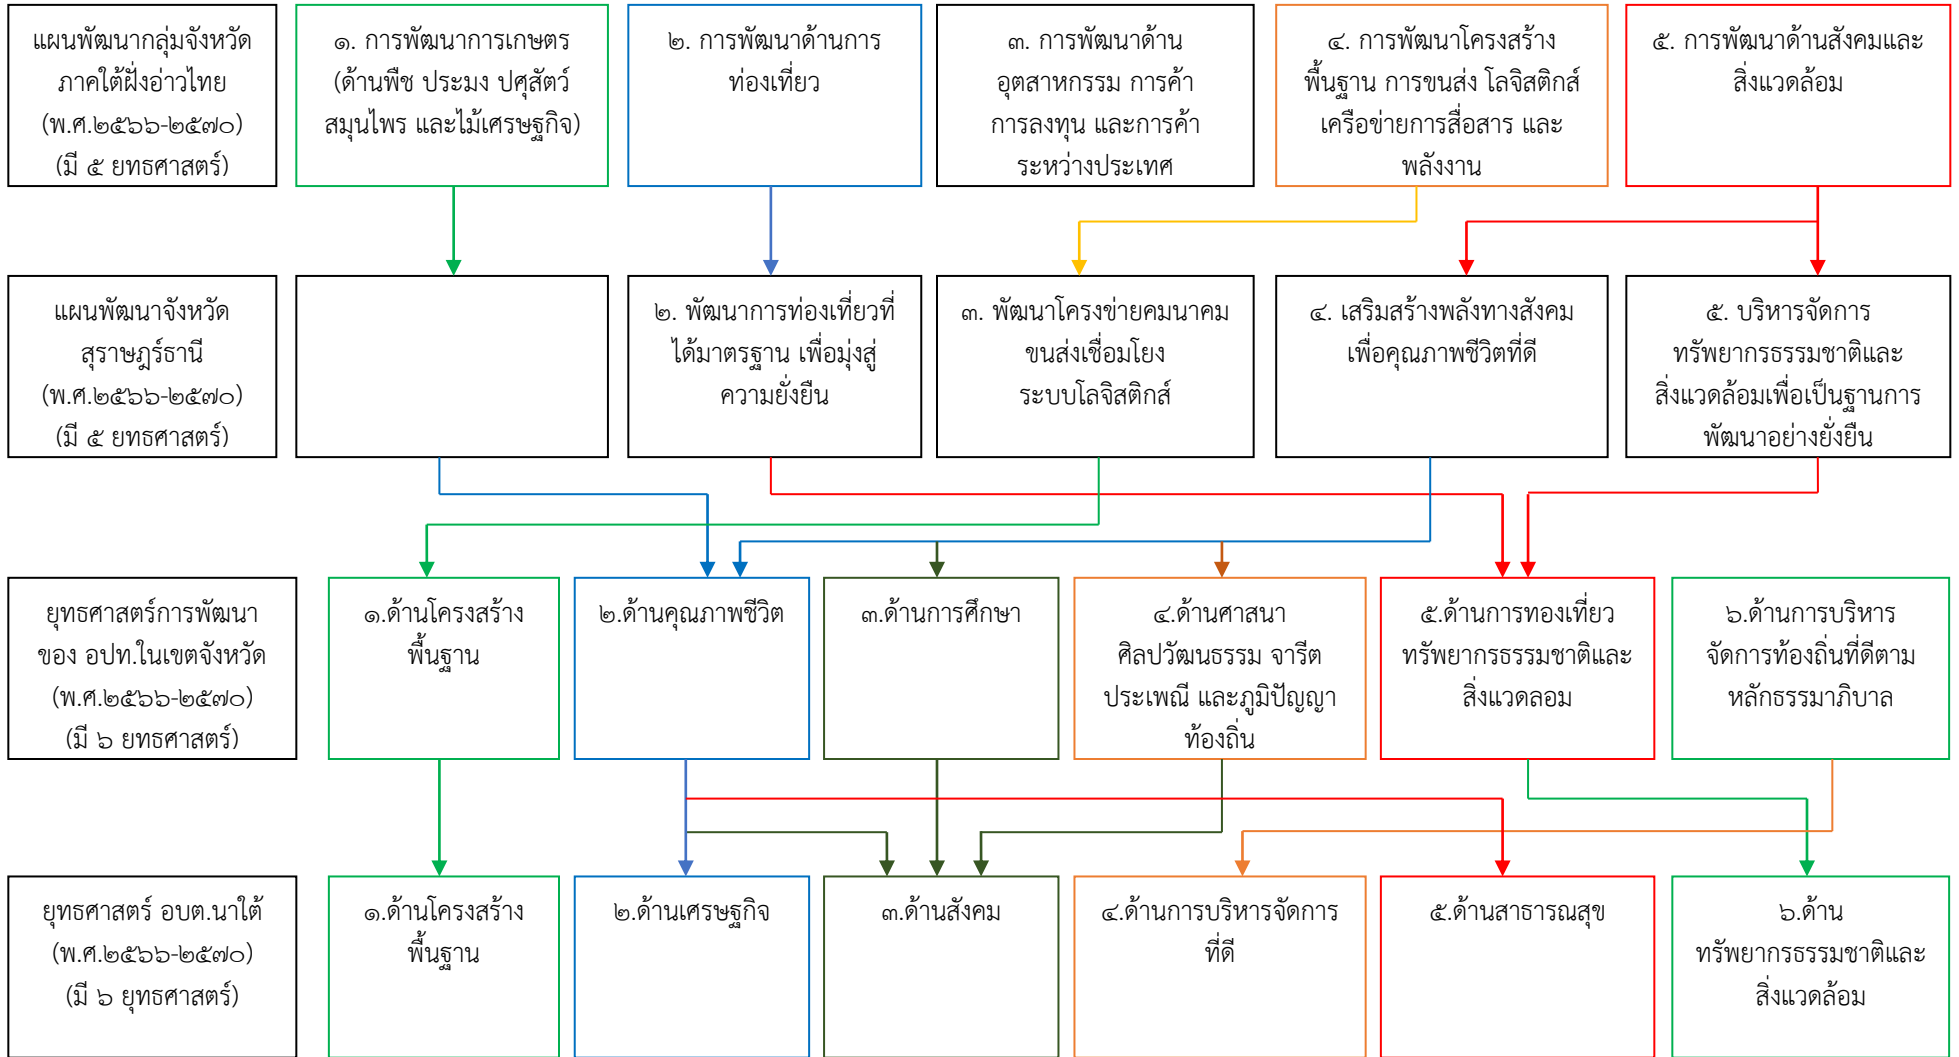 แผนพัฒนากลุ่มจังหวัด
ภาคใต้ฝั่งอ่าวไทย
(พ.ศ.๒๕๖๖-๒๕๗๐)
(มี ๕ ยทธศาสตร์)
๑. การพัฒนาการเกษตร
(ด้านพืช ประมง ปศุสัตว์
สมุนไพร และไม้เศรษฐกิจ)
๒. การพัฒนาด้านการ
ท่องเที่ยว
๓. การพัฒนาด้าน
อุตสาหกรรม การค้า
การลงทุน และการค้า
ระหว่างประเทศ
๔. การพัฒนาโครงสร้าง
พื้นฐาน การขนส่ง โลจิสติกส์
เครือข่ายการสื่อสาร และ
พลังงาน
๕. การพัฒนาด้านสังคมและ
สิ่งแวดล้อม
แผนพัฒนาจังหวัด
สุราษฎร์ธานี
(พ.ศ.๒๕๖๖-๒๕๗๐)
(มี ๕ ยทธศาสตร์)
๒. พัฒนาการท่องเที่ยวที่
ได้มาตรฐาน เพื่อมุ่งสู่
ความยั่งยืน
๓. พัฒนาโครงข่ายคมนาคม
ขนส่งเชื่อมโยง
ระบบโลจิสติกส์
๔. เสริมสร้างพลังทางสังคม
เพื่อคุณภาพชีวิตที่ดี
๕. บริหารจัดการ
ทรัพยากรธรรมชาติและ
สิ่งแวดล้อมเพื่อเป็นฐานการ
พัฒนาอย่างยั่งยืน
ยุทธศาสตร์การพัฒนา
ของ อปท.ในเขตจังหวัด
(พ.ศ.๒๕๖๖-๒๕๗๐)
(มี ๖ ยทธศาสตร์)
๑.ด้านโครงสร้าง
พื้นฐาน
๒.ด้านคุณภาพชีวิต
๓.ด้านการศึกษา
๔.ด้านศาสนา
ศิลปวัฒนธรรม จารีต
ประเพณี และภูมิปัญญา
ท้องถิ่น
๕.ด้านการทองเที่ยว
ทรัพยากรธรรมชาติและ
สิ่งแวดลอม
๖.ด้านการบริหาร
จัดการท้องถิ่นที่ดีตาม
หลักธรรมาภิบาล
ยุทธศาสตร์ อบต.นาใต้
(พ.ศ.๒๕๖๖-๒๕๗๐)
(มี ๖ ยุทธศาสตร์)
๑.ด้านโครงสร้าง
พื้นฐาน
๒.ด้านเศรษฐกิจ
๓.ด้านสังคม
๔.ด้านการบริหารจัดการ
ที่ดี
๕.ด้านสาธารณสุข
๖.ด้าน
ทรัพยากรธรรมชาติและ
สิ่งแวดล้อม